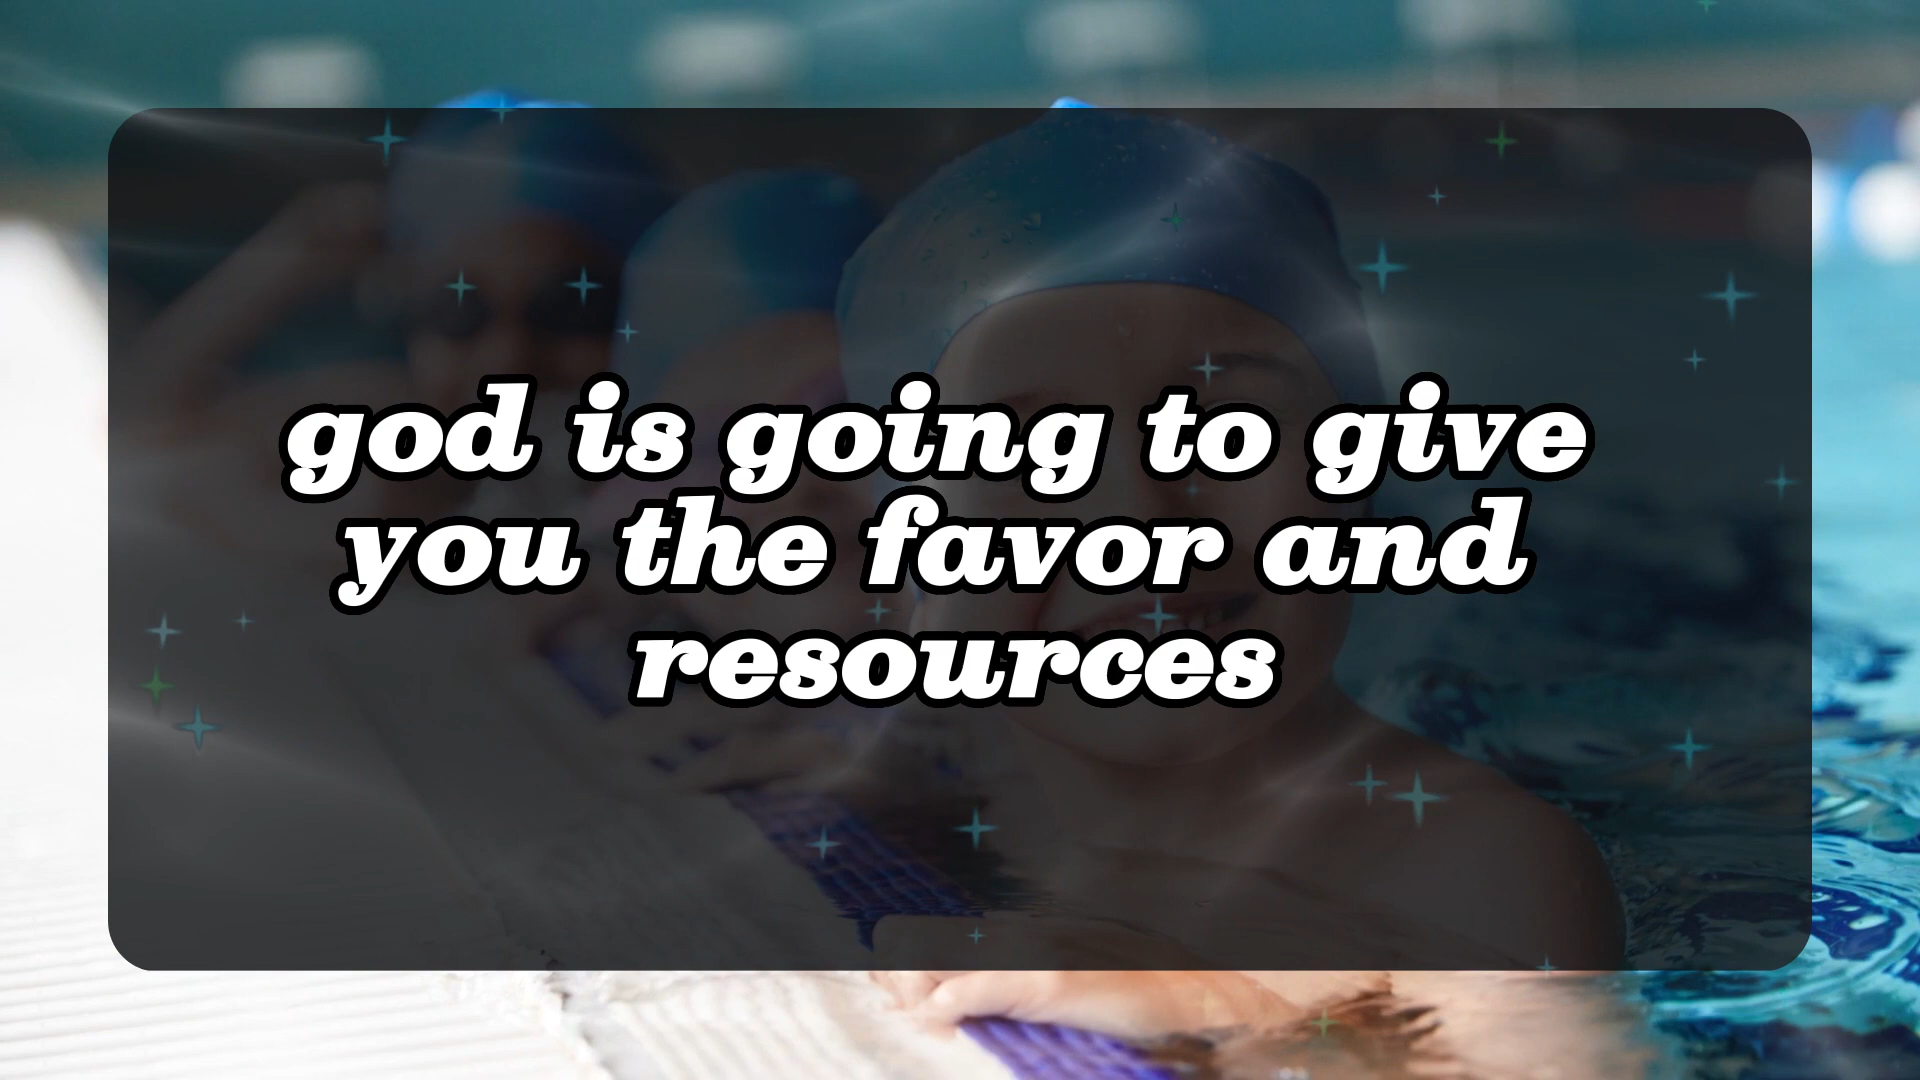 god is going to give
you the favor and
resources